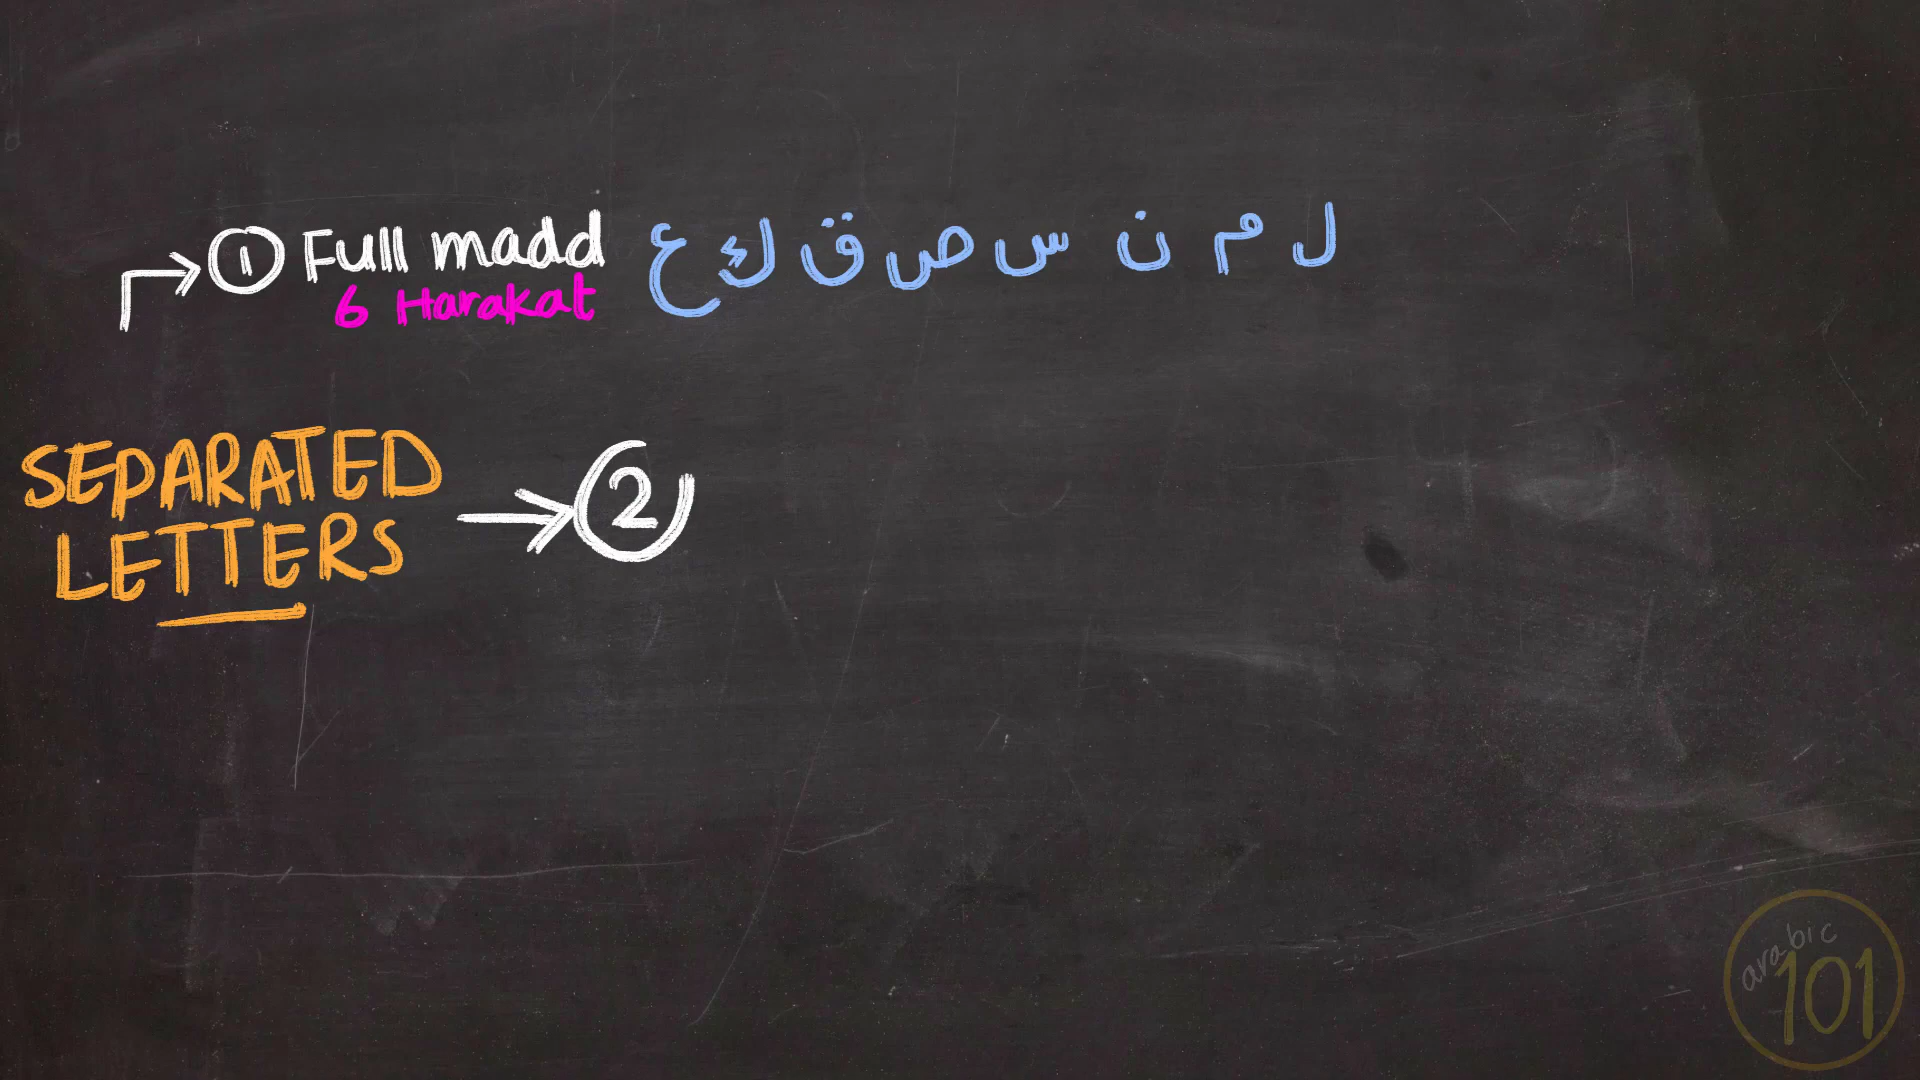 ① Full madd ل م ن س ص ق ك ع
6 Harakat
SEPARATED
LETTERS
②
arabic
101